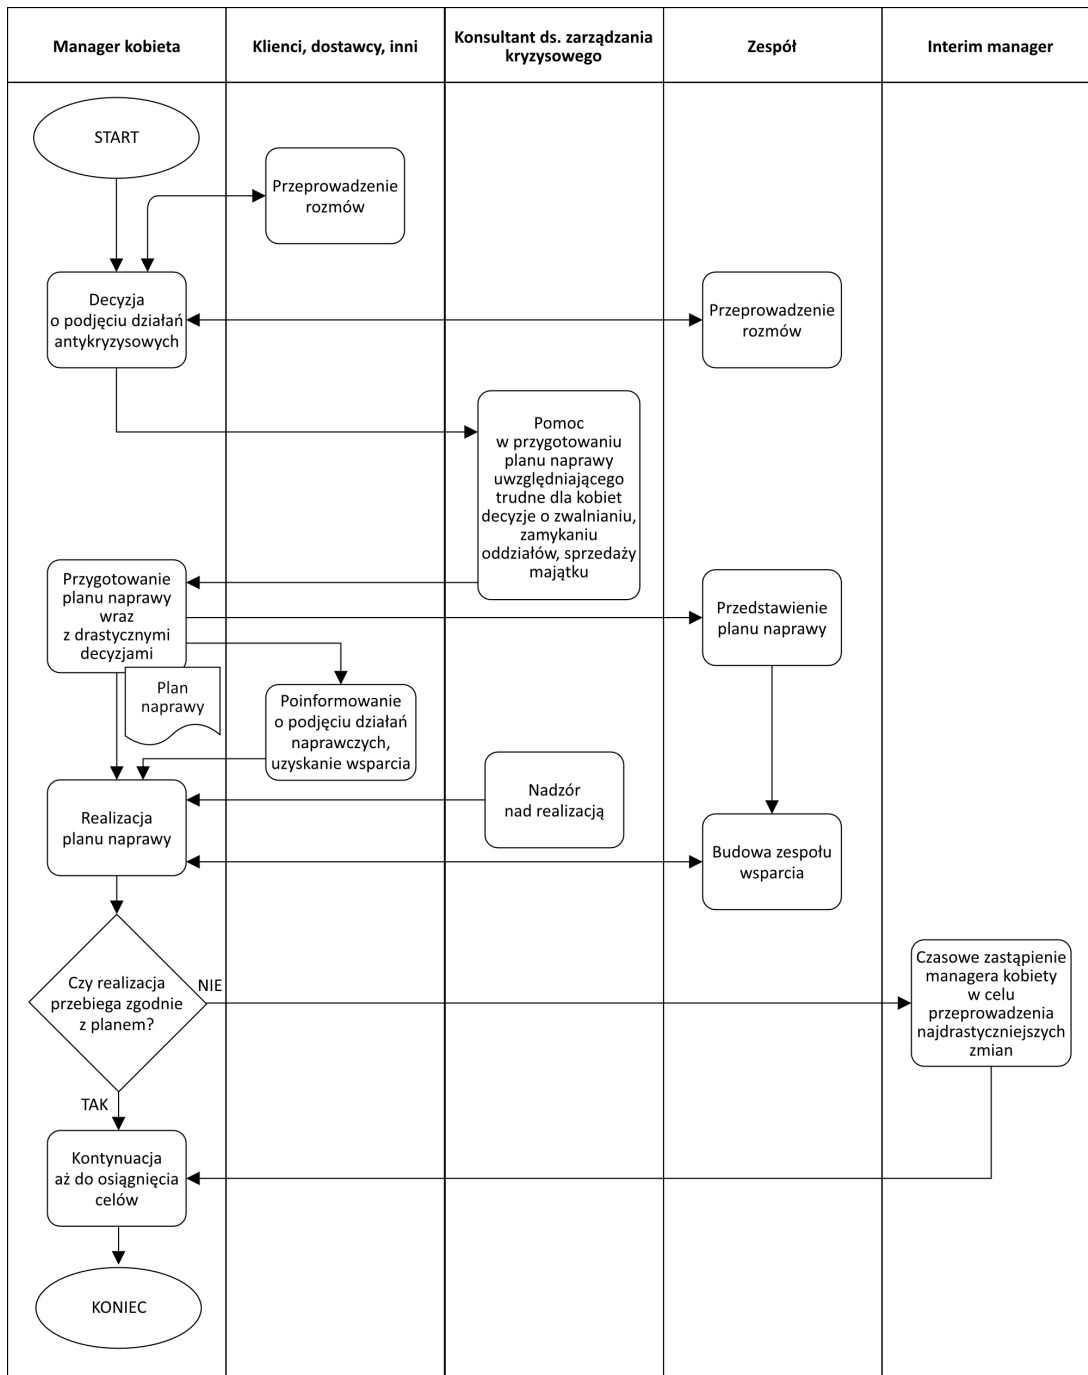 Manager kobieta
Klienci, dostawcy, inni
Konsultant ds. zarządzania
kryzysowego
Zespół
Interim manager
START
Przeprowadzenie
rozmów
Decyzja
o podjęciu działań
antykryzysowych
Przeprowadzenie
rozmów
Pomoc
w przygotowaniu
planu naprawy
uwzględniającego
trudne dla kobiet
decyzje o zwalnianiu,
zamykaniu
oddziałów, sprzedaży
majątku
Przygotowanie
planu naprawy
wraz
z drastycznymi
decyzjami
Przedstawienie
planu naprawy
Plan
naprawy
Poinformowanie
o podjęciu działań
naprawczych,
uzyskanie wsparcia
Nadzór
nad realizacją
Realizacja
planu naprawy
Budowa zespołu
wsparcia
Czy realizacja
przebiega zgodnie
z planem?
NIE
Czasowe zastąpienie
managera kobiety
w celu
przeprowadzenia
najdrastyczniejszych
zmian
TAK
Kontynuacja
aż do osiągnięcia
celów
KONIEC